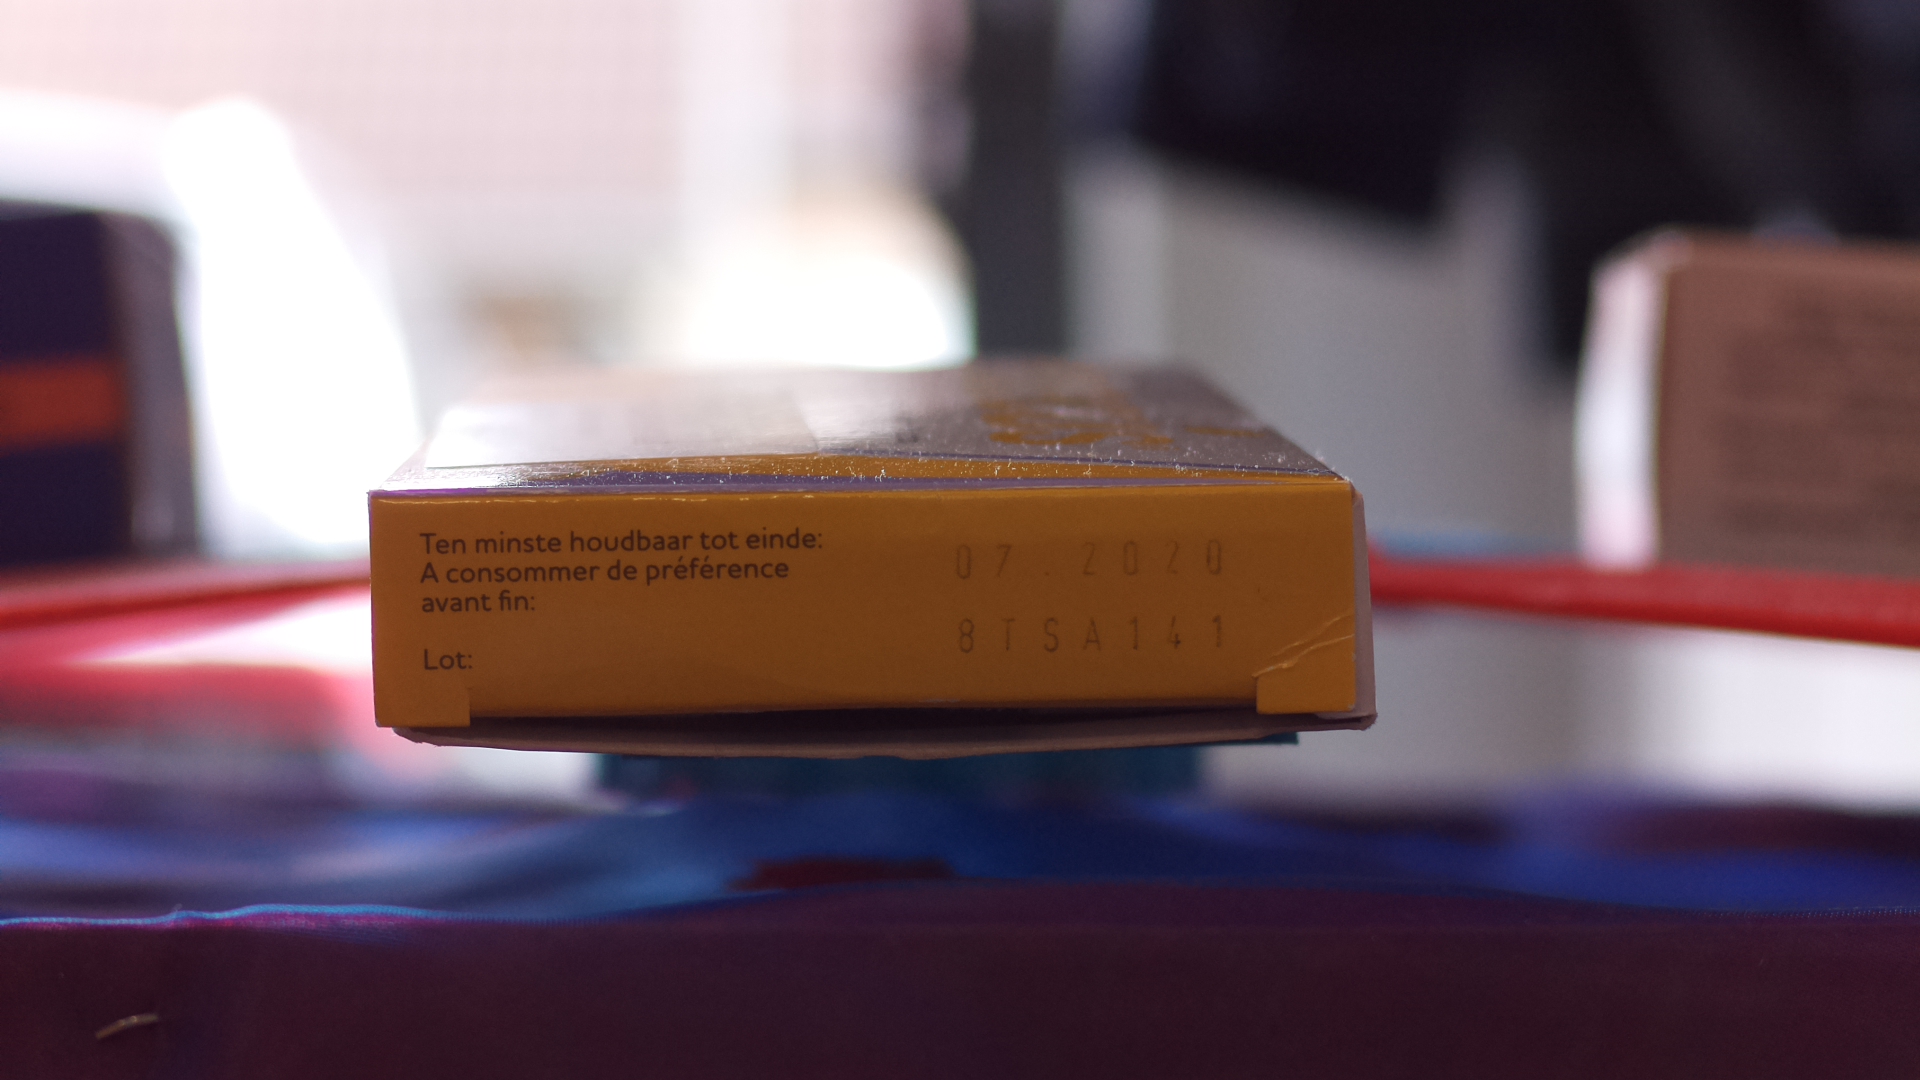 Ten minste houdbaar tot einde:
A consommer de préférence
avant fin:
07.2020
Lot:
8TSA141